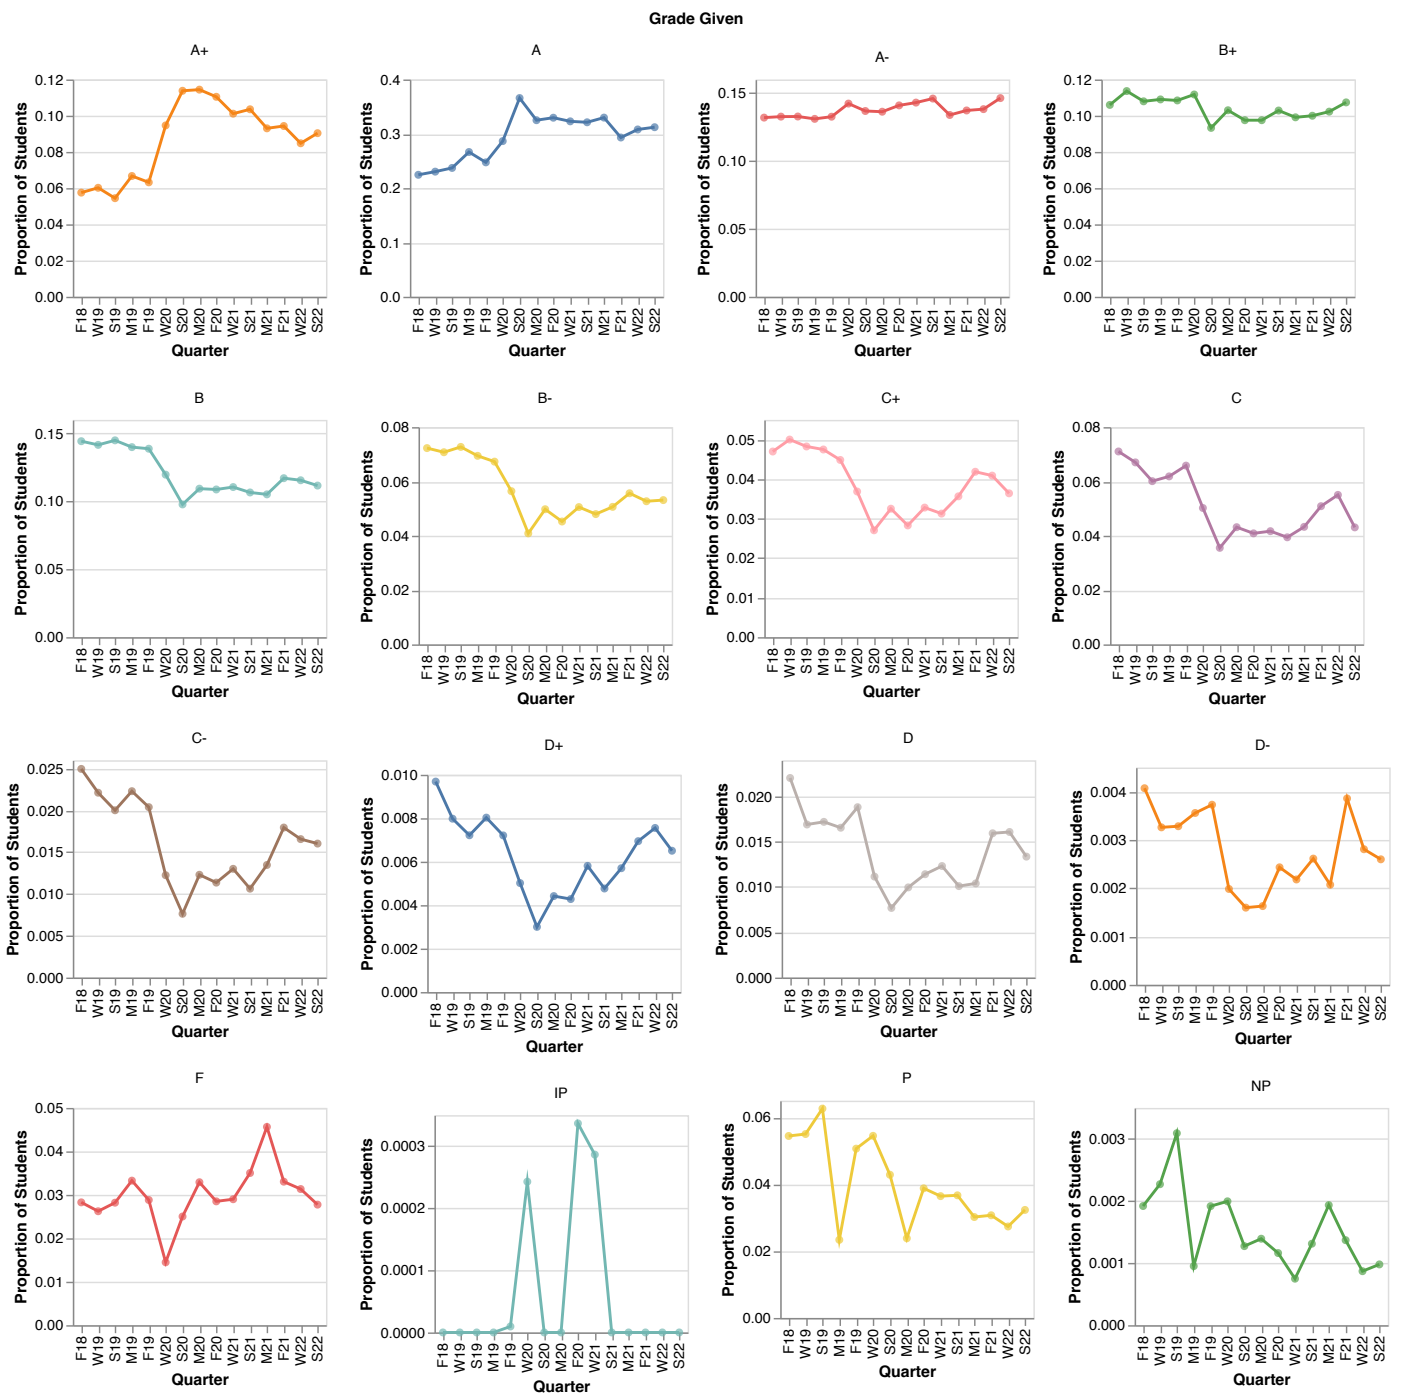 Grade Given
A+
Proportion of Students
0.12
0.10
0.08
0.06
0.04
0.02
0.00
F18 W19 S19 M19 F19 W20 S20 M20 F20 W21 S21 M21 F21 W22 S22
Quarter
A
Proportion of Students
0.4
0.3
0.2
0.1
0.0
F18 W19 S19 M19 F19 W20 S20 M20 F20 W21 S21 M21 F21 W22 S22
Quarter
A-
Proportion of Students
0.15
0.10
0.05
0.00
F18 W19 S19 M19 F19 W20 S20 M20 F20 W21 S21 M21 F21 W22 S22
Quarter
B+
Proportion of Students
0.12
0.10
0.08
0.06
0.04
0.02
0.00
F18 W19 S19 M19 F19 W20 S20 M20 F20 W21 S21 M21 F21 W22 S22
Quarter
B
Proportion of Students
0.15
0.10
0.05
0.00
F18 W19 S19 M19 F19 W20 S20 M20 F20 W21 S21 M21 F21 W22 S22
Quarter
B-
Proportion of Students
0.08
0.06
0.04
0.02
0.00
F18 W19 S19 M19 F19 W20 S20 M20 F20 W21 S21 M21 F21 W22 S22
Quarter
C+
Proportion of Students
0.05
0.04
0.03
0.02
0.01
0.00
F18 W19 S19 M19 F19 W20 S20 M20 F20 W21 S21 M21 F21 W22 S22
Quarter
C
Proportion of Students
0.08
0.06
0.04
0.02
0.00
F18 W19 S19 M19 F19 W20 S20 M20 F20 W21 S21 M21 F21 W22 S22
Quarter
C-
Proportion of Students
0.025
0.020
0.015
0.010
0.005
0.000
F18 W19 S19 M19 F19 W20 S20 M20 F20 W21 S21 M21 F21 W22 S22
Quarter
D+
Proportion of Students
0.010
0.008
0.006
0.004
0.002
0.000
F18 W19 S19 M19 F19 W20 S20 M20 F20 W21 S21 M21 F21 W22 S22
Quarter
D
Proportion of Students
0.020
0.015
0.010
0.005
0.000
F18 W19 S19 M19 F19 W20 S20 M20 F20 W21 S21 M21 F21 W22 S22
Quarter
D-
Proportion of Students
0.004
0.003
0.002
0.001
0.000
F18 W19 S19 M19 F19 W20 S20 M20 F20 W21 S21 M21 F21 W22 S22
Quarter
F
Proportion of Students
0.05
0.04
0.03
0.02
0.01
0.00
F18 W19 S19 M19 F19 W20 S20 M20 F20 W21 S21 M21 F21 W22 S22
Quarter
IP
Proportion of Students
0.0003
0.0002
0.0001
0.0000
F18 W19 S19 M19 F19 W20 S20 M20 F20 W21 S21 M21 F21 W22 S22
Quarter
P
Proportion of Students
0.06
0.04
0.02
0.00
F18 W19 S19 M19 F19 W20 S20 M20 F20 W21 S21 M21 F21 W22 S22
Quarter
NP
Proportion of Students
0.003
0.002
0.001
0.000
F18 W19 S19 M19 F19 W20 S20 M20 F20 W21 S21 M21 F21 W22 S22
Quarter